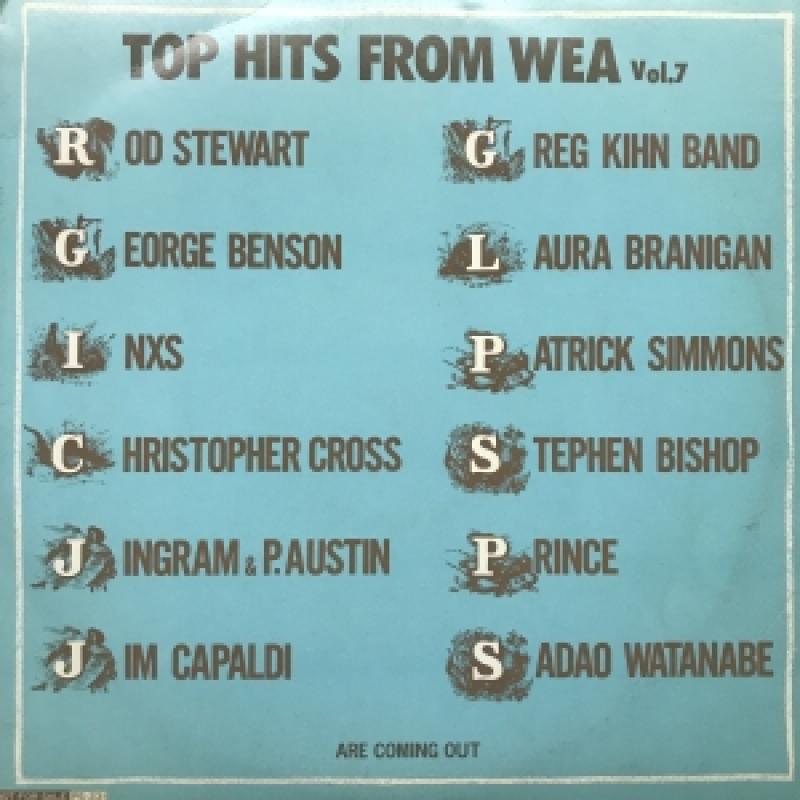 TOP HITS FROM WEA Vol.7
ROD STEWART
GEORGE BENSON
INXS
CHRISTOPHER CROSS
J INGRAM & P. AUSTIN
JIM CAPALDI
GREG KIHN BAND
LAURA BRANIGAN
PATRICK SIMMONS
STEPHEN BISHOP
PRINCE
SADAO WATANABE
ARE COMING OUT